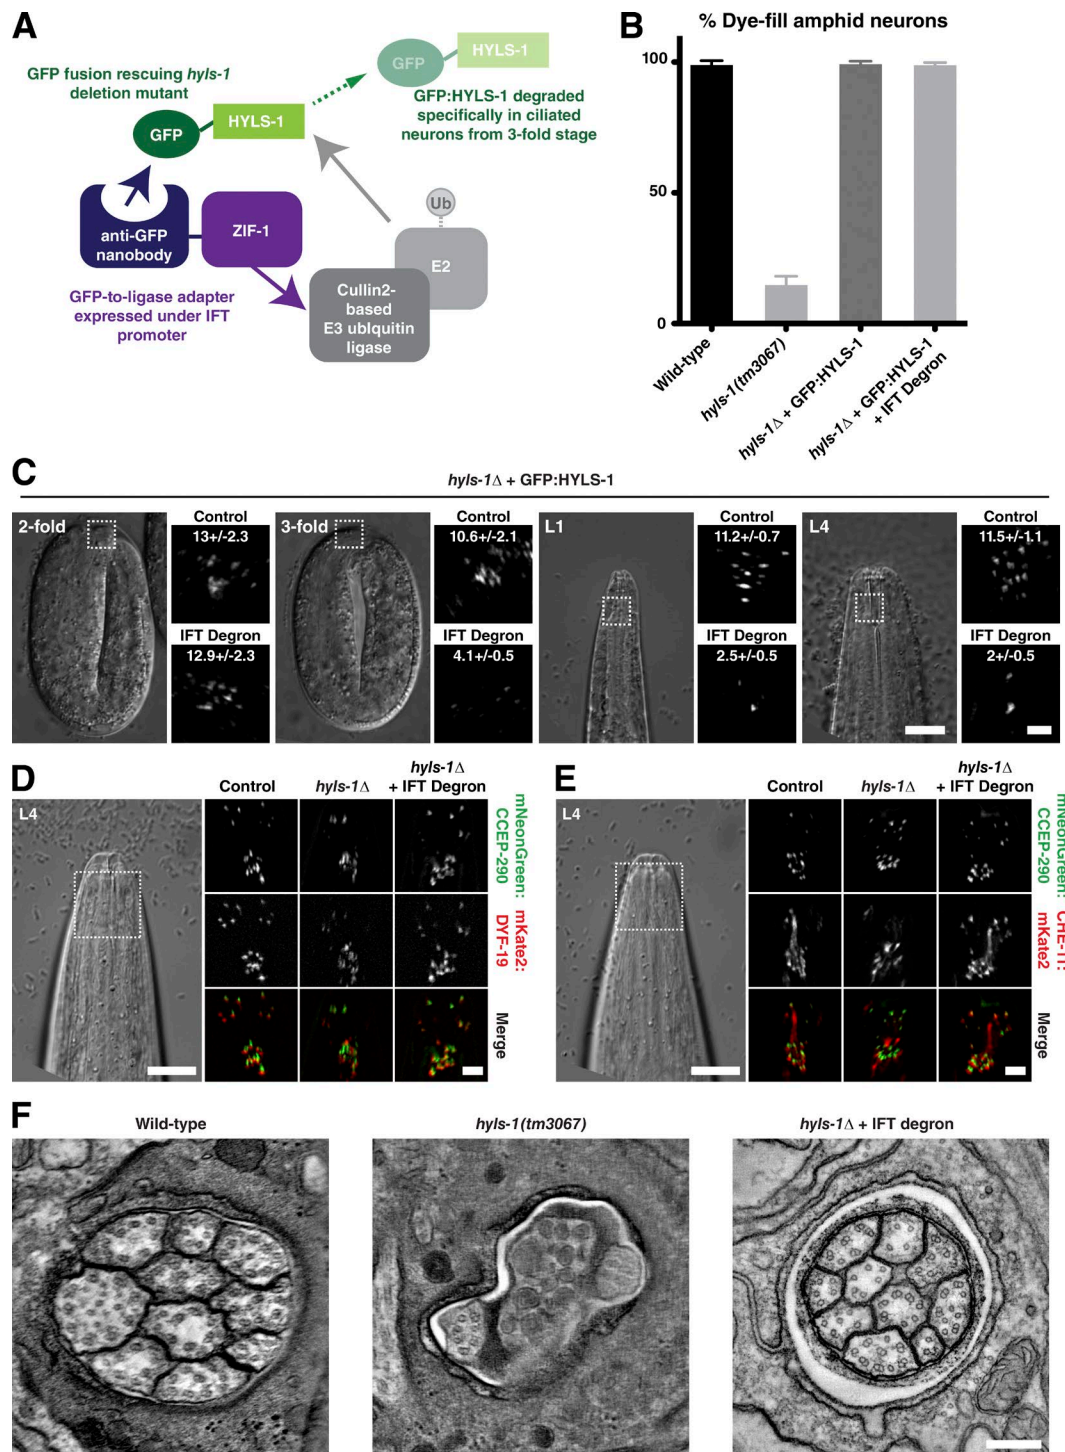 A
GFP fusion rescuing hyls-1
deletion mutant
GFP
HYLS-1
GFP
HYLS-1
GFP:HYLS-1 degraded
specifically in ciliated
neurons from 3-fold stage
anti-GFP
nanobody
ZIF-1
Ub
E2
Cullin2-
based
E3 ubiquitin
ligase
GFP-to-ligase adapter
expressed under IFT
promoter
B
% Dye-fill amphid neurons
100
50
0
Wild-type
hyls-1(tm3067)
hyls-1Δ + GFP:HYLS-1
hyls-1Δ + GFP:HYLS-1
+ IFT Degron
C
hyls-1Δ + GFP:HYLS-1
2-fold
Control
13+/-2.3
IFT Degron
12.9+/-2.3
3-fold
Control
10.6+/-2.1
IFT Degron
4.1+/-0.5
L1
Control
11.2+/-0.7
IFT Degron
2.5+/-0.5
L4
Control
11.5+/-1.1
IFT Degron
2+/-0.5
D
L4
Control
hyls-1Δ
hyls-1Δ
+ IFT Degron
mNeonGreen:
CCEP-290
mKate2:
DYF-19
Merge
E
L4
Control
hyls-1Δ
hyls-1Δ
+ IFT Degron
mNeonGreen:
CCEP-290
CHE-11:
mKate2
Merge
F
Wild-type
hyls-1(tm3067)
hyls-1Δ + IFT degron